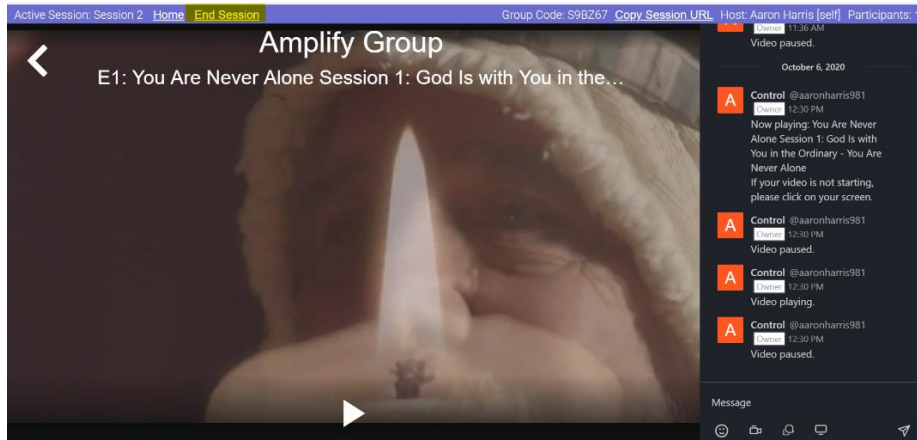 Active Session: Session 2 Home End Session Group Code: S9BZ67 Copy Session URL Host: Aaron Harris [self] Participants:
Amplify Group
E1: You Are Never Alone Session 1: God Is with You in the…
Owner 11:36 AM
Video paused.
October 6, 2020
A
Control @aaronharris981
Owner 12:30 PM
Now playing: You Are Never
Alone Session 1: God Is with
You in the Ordinary - You Are
Never Alone
If your video is not starting,
please click on your screen.
A
Control @aaronharris981
Owner 12:30 PM
Video paused.
A
Control @aaronharris981
Owner 12:30 PM
Video playing.
A
Control @aaronharris981
Owner 12:30 PM
Video paused.
Message